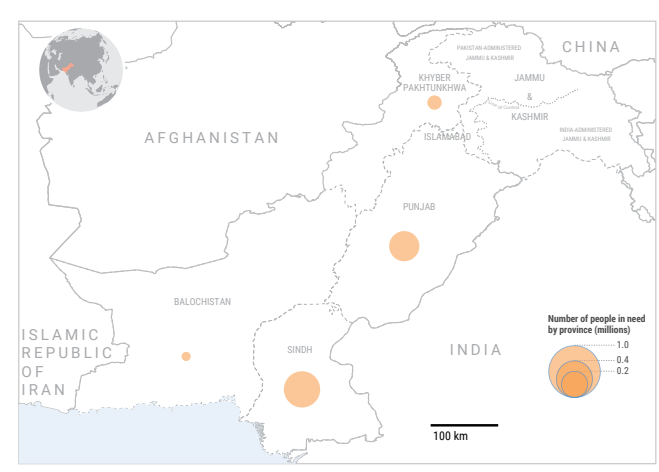 PAKISTAN-ADMINISTERED
JAMMU & KASHMIR
CHINA
KHYBER
PAKHTUNKHWA
JAMMU
&
KASHMIR
AFGHANISTAN
ISLAMABAD
INDIA-ADMINISTERED
JAMMU & KASHMIR
PUNJAB
BALOCHISTAN
Number of people in need
by province (millions)
1.0
0.4
0.2
ISLAMIC
REPUBLIC
OF
IRAN
SINDH
INDIA
100 km